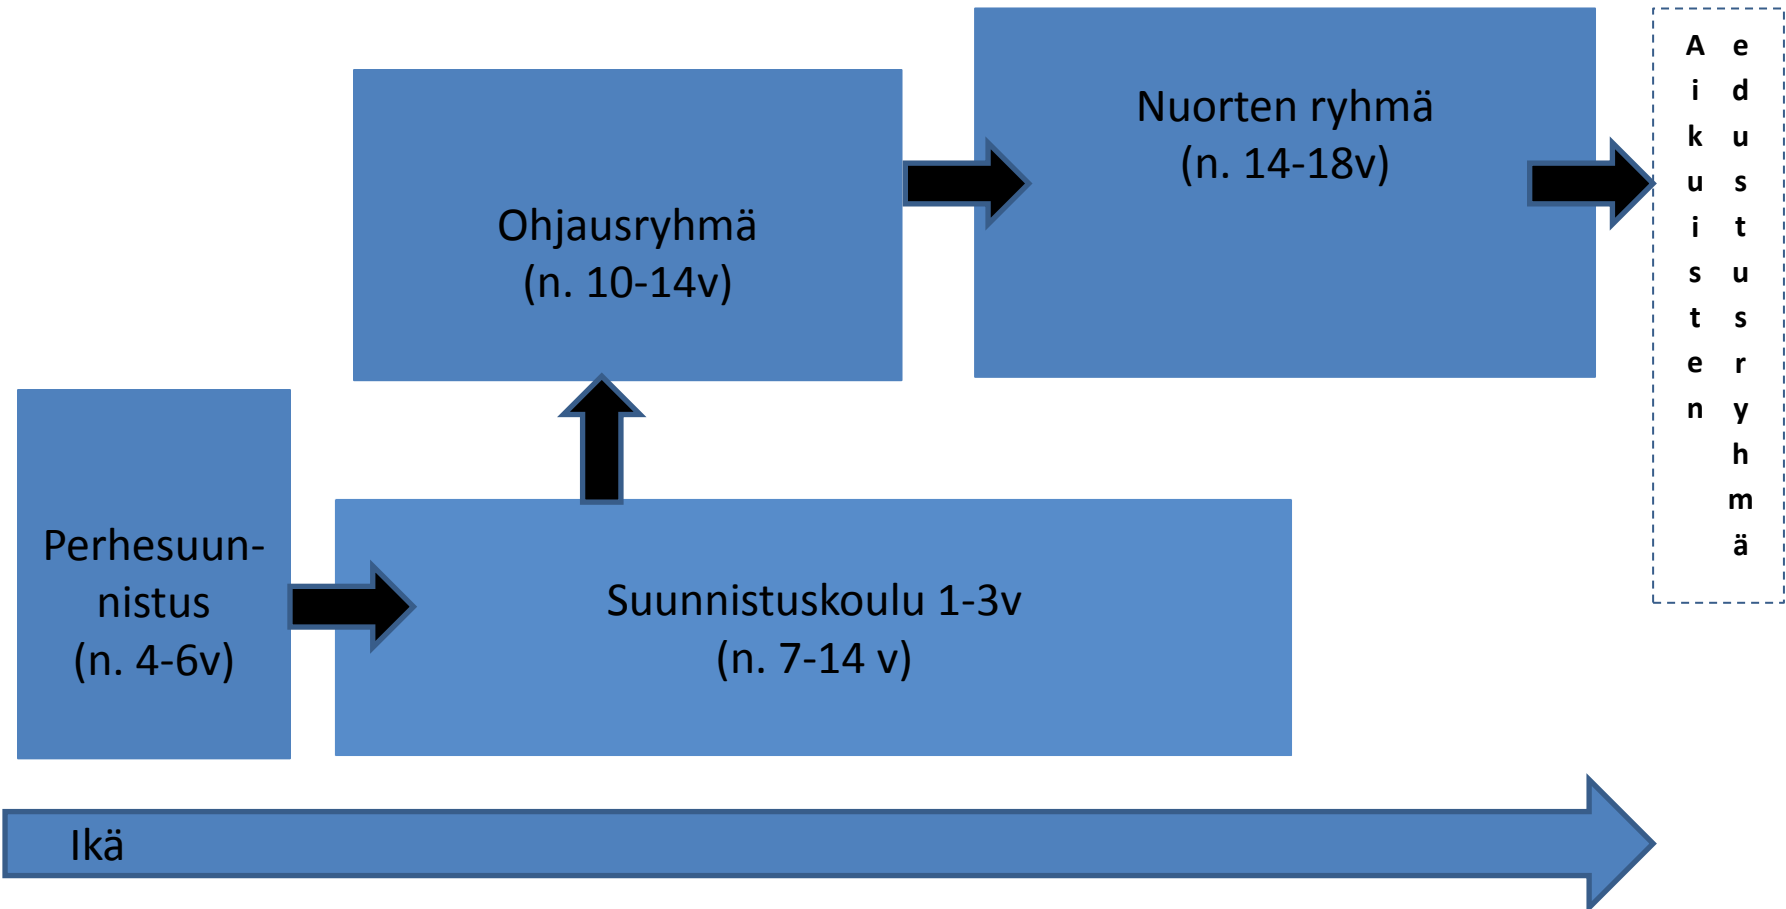 Perhesuun-
nistus
(n. 4-6v)
Suunnistuskoulu 1-3v
(n. 7-14 v)
Ohjausryhmä
(n. 10-14v)
Nuorten ryhmä
(n. 14-18v)
Aikuisten
edustusryhmä
Ikä